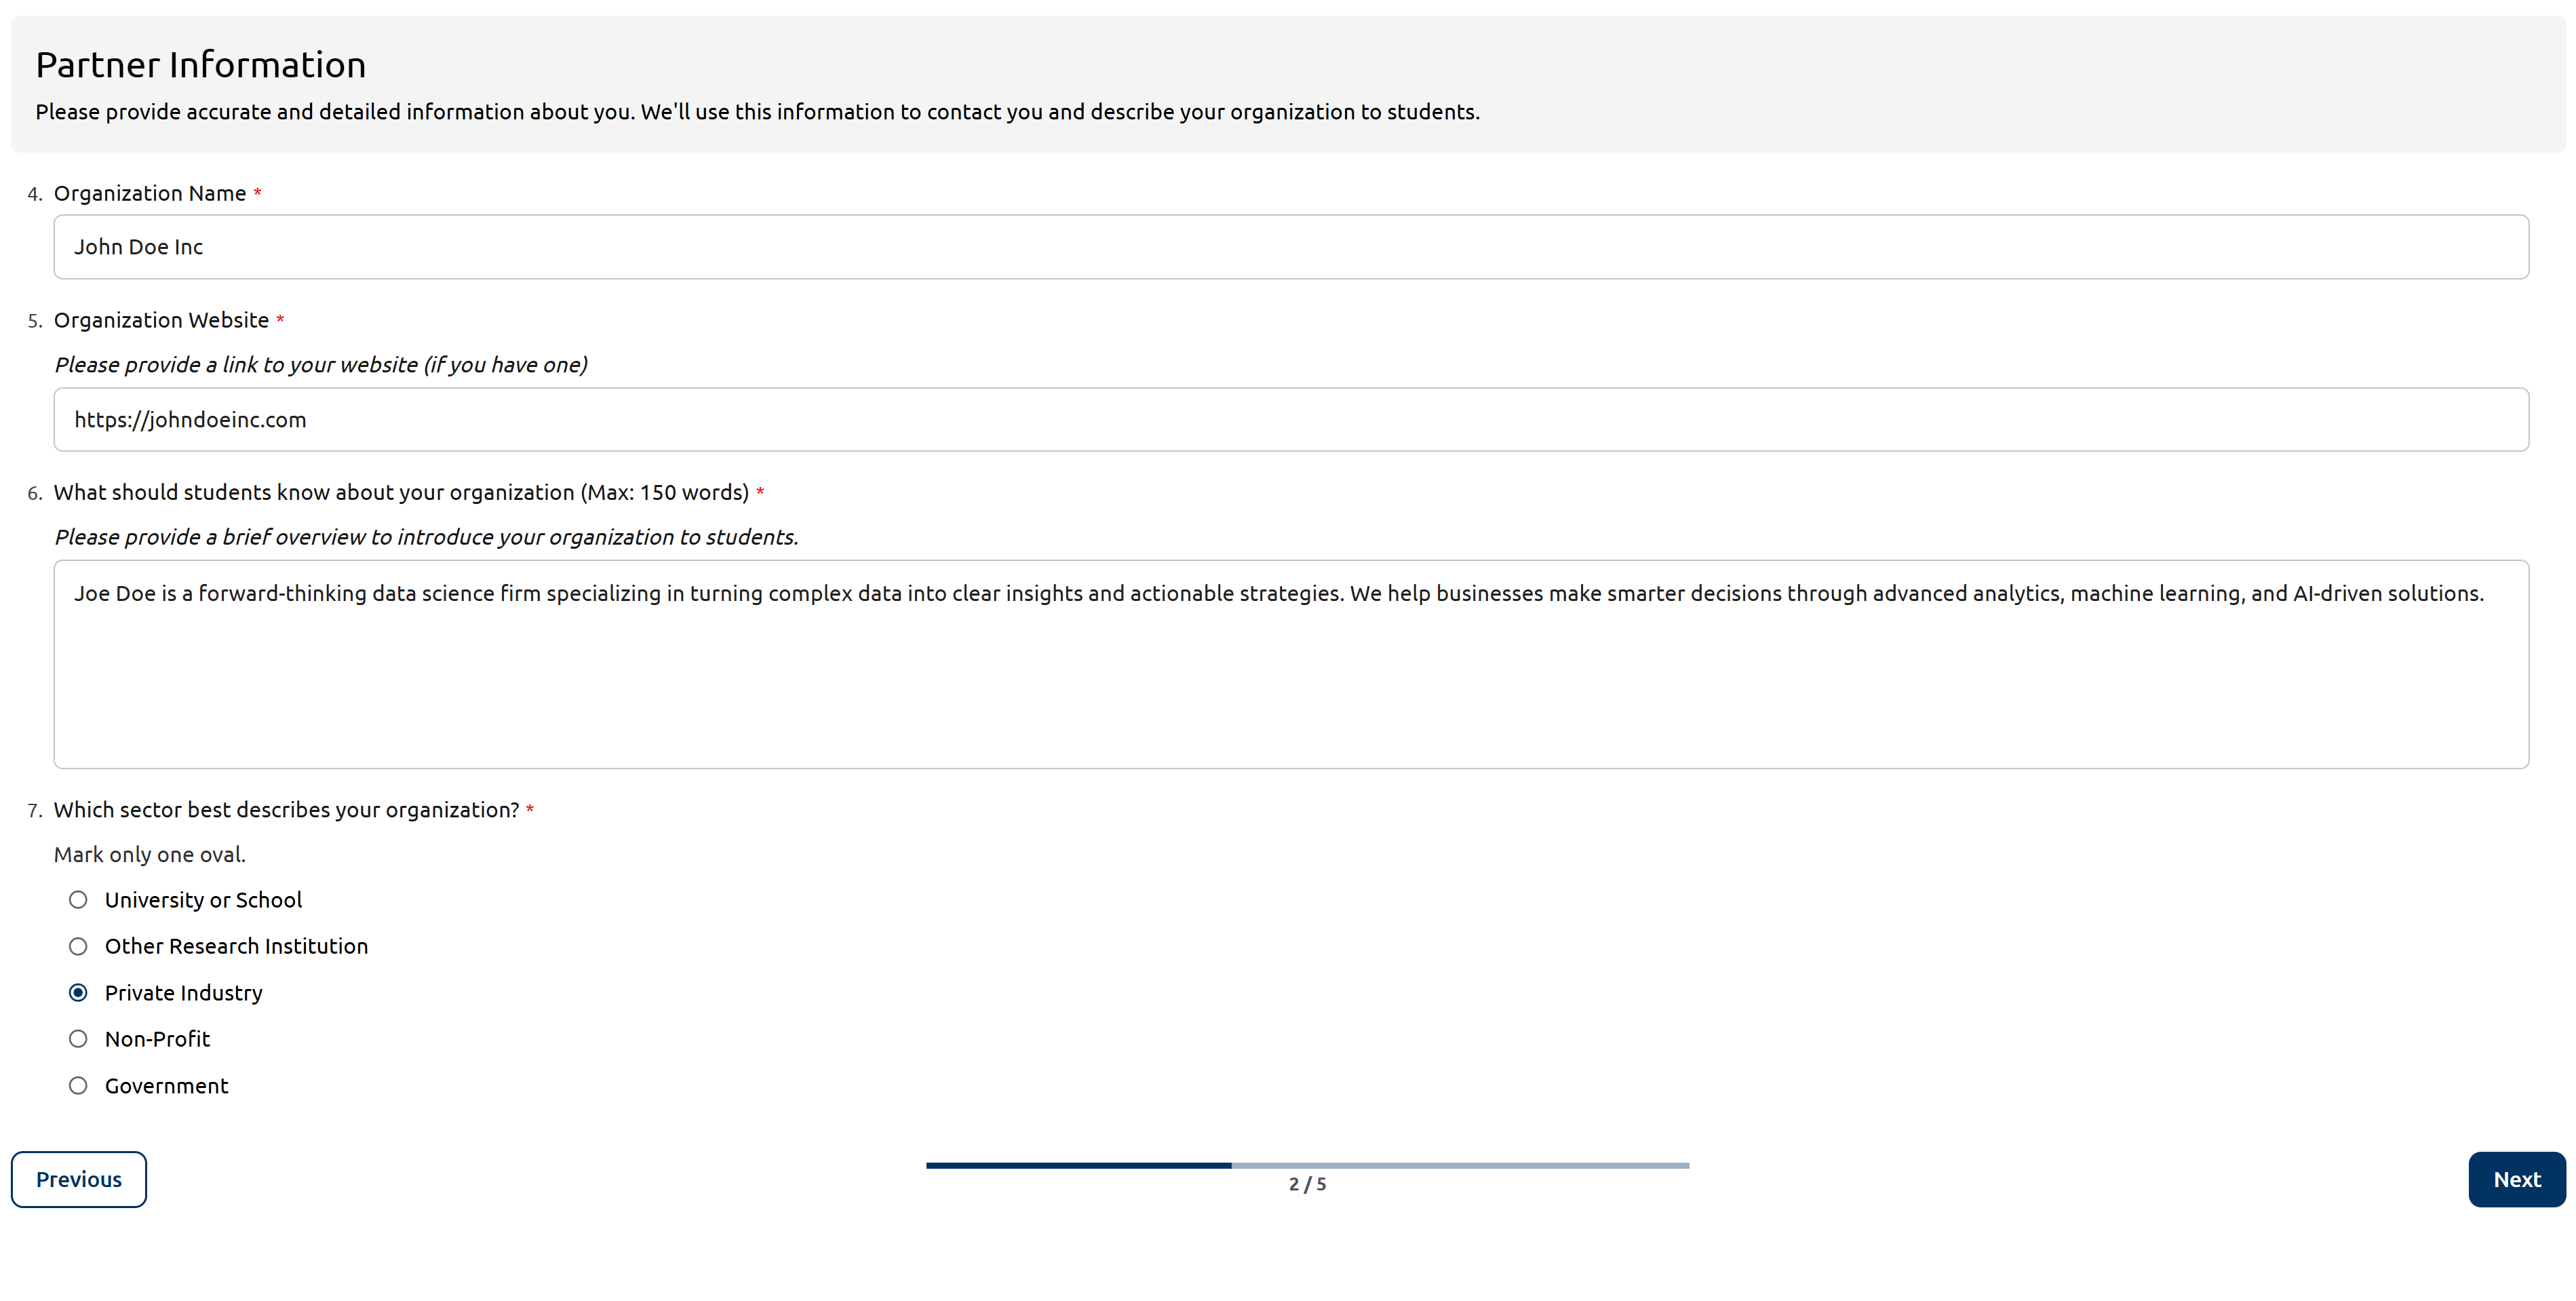 Partner Information
Please provide accurate and detailed information about you. We'll use this information to contact you and describe your organization to students.
4. Organization Name *
John Doe Inc
5. Organization Website *
Please provide a link to your website (if you have one)
https://johndoeinc.com
6. What should students know about your organization (Max: 150 words) *
Please provide a brief overview to introduce your organization to students.
Joe Doe is a forward-thinking data science firm specializing in turning complex data into clear insights and actionable strategies. We help businesses make smarter decisions through advanced analytics, machine learning, and AI-driven solutions.
7. Which sector best describes your organization? *
Mark only one oval.
University or School
Other Research Institution
Private Industry
Non-Profit
Government
Previous
2 / 5
Next